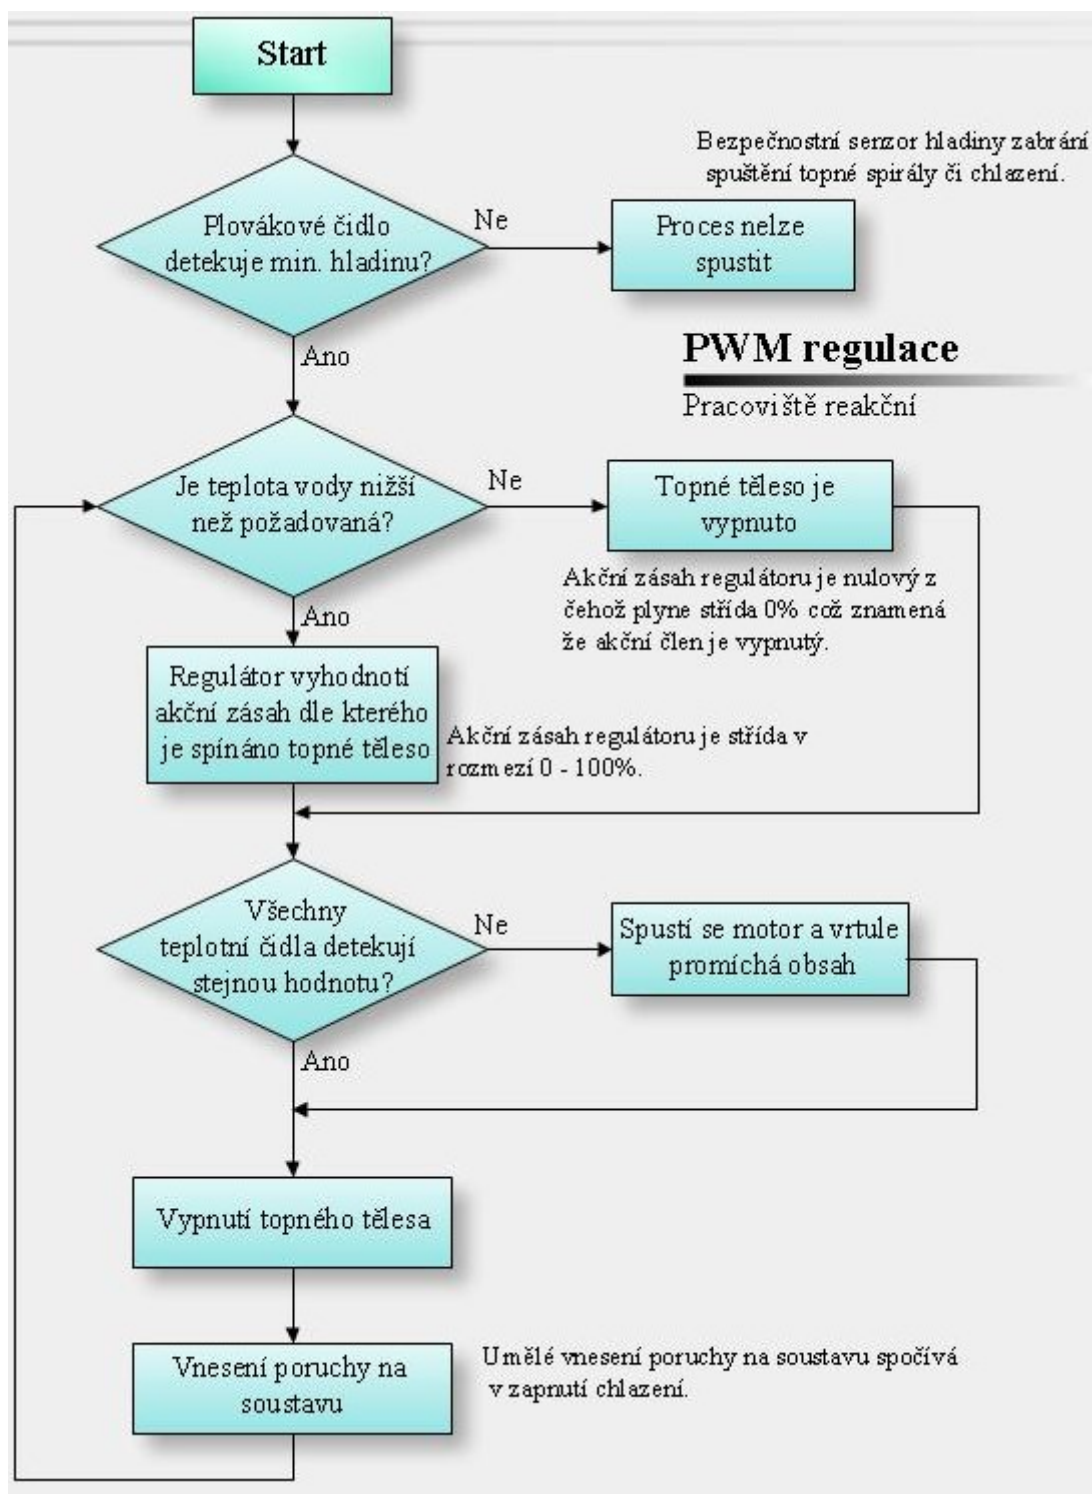 Start
Bezpečnostní senzor hladiny zabrání
spuštění topné spirály či chlazení.
Plovákové čidlo
detekuje min. hladinu?
Ne
Proces nelze
spustit
Ano
PWM regulace
Pracoviště reakční
Je teplota vody nižší
než požadovaná?
Ne
Topné těleso je
vypnuto
Akční zásah regulátoru je nulový z
čehož plyne střída 0% což znamená
že akční člen je vypnutý.
Ano
Regulátor vyhodnotí
akční zásah dle kterého
je spínáno topné těleso
Akční zásah regulátoru je střída v
rozmezí 0 - 100%.
Všechny
teplotní čidla detekují
stejnou hodnotu?
Ne
Spustí se motor a vrtule
promíchá obsah
Ano
Vypnutí topného tělesa
Vnesení poruchy na
soustavu
Umělé vnesení poruchy na soustavu spočívá
v zapnutí chlazení.